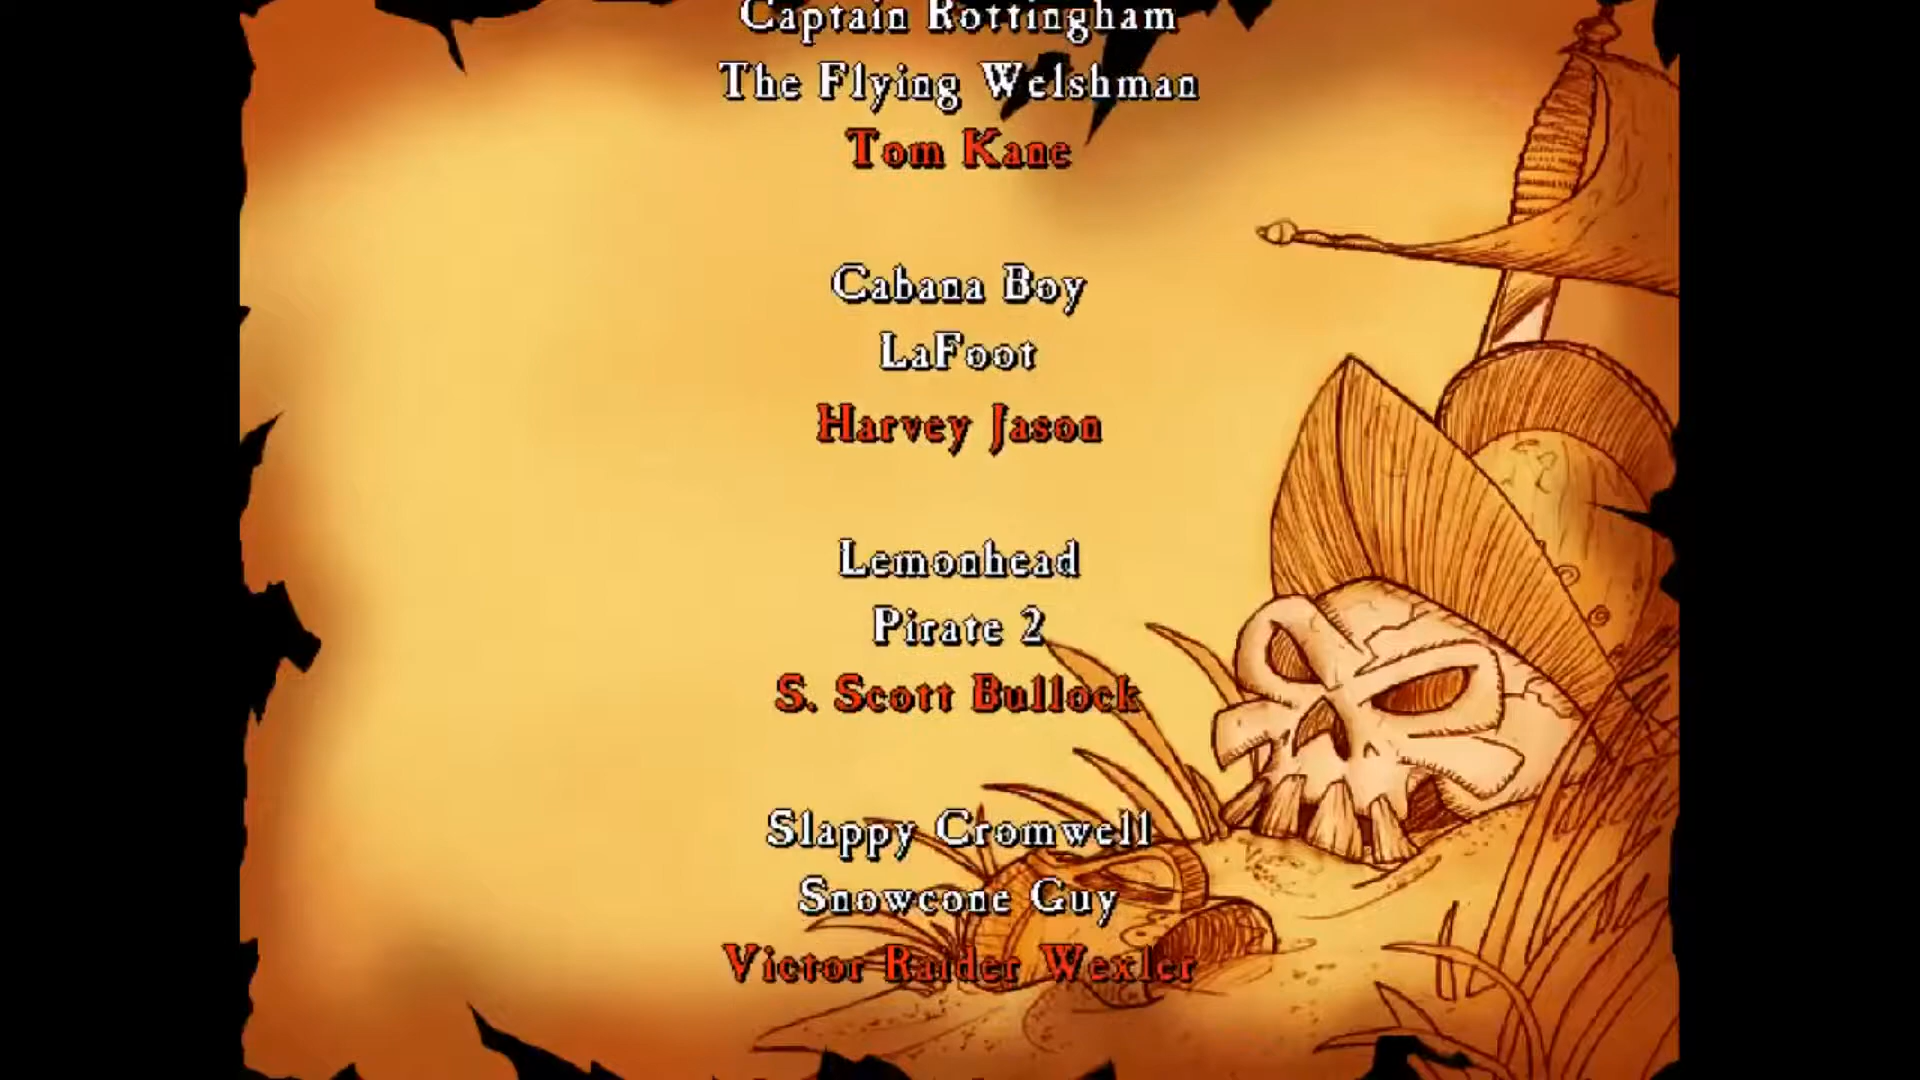 Captain Rottingham
The Flying Welshman
Tom Kane
Cabana Boy
LaFoot
Harvey Jason
Lemonhead
Pirate 2
S. Scott Bullock
Slappy Cromwell
Snowcone Guy
Victor Raider Wexler